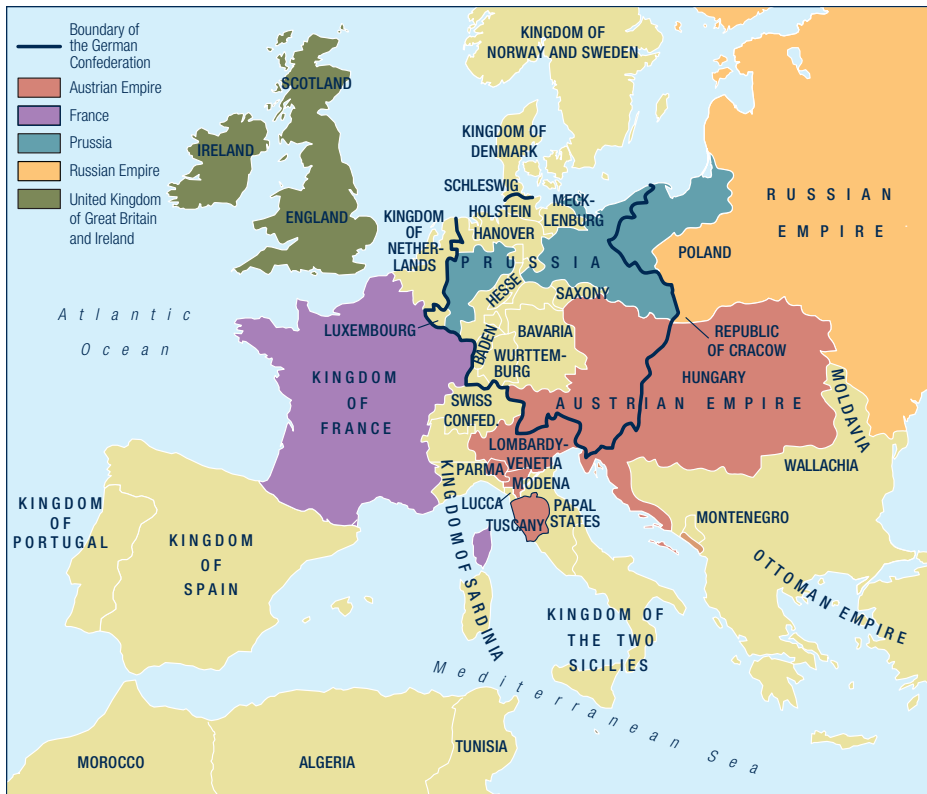 Boundary of
the German
Confederation
Austrian Empire
France
Prussia
Russian Empire
United Kingdom
of Great Britain
and Ireland
KINGDOM OF
NORWAY AND SWEDEN
SCOTLAND
IRELAND
ENGLAND
KINGDOM OF
DENMARK
SCHLESWIG
HOLSTEIN
MECK-
LENBURG
HANOVER
KINGDOM
OF
NETHER-
LANDS
PRUSSIA
RUSSIAN
EMPIRE
POLAND
HESSE
SAXONY
Atlantic
Ocean
LUXEMBOURG
BADEN
BAVARIA
WURTTEM-
BURG
REPUBLIC
OF CRACOW
KINGDOM
OF
FRANCE
HUNGARY
AUSTRIAN EMPIRE
MOLDAVIA
SWISS
CONFED.
LOMBARDY-
VENETIA
PARMA
MODENA
WALLACHIA
LUCCA
TUSCANY
PAPAL
STATES
MONTENEGRO
KINGDOM
OF
PORTUGAL
KINGDOM
OF
SPAIN
KINGDOM OF SARDINIA
OTTOMAN EMPIRE
KINGDOM OF
THE TWO
SICILIES
Mediterranean Sea
MOROCCO
ALGERIA
TUNISIA